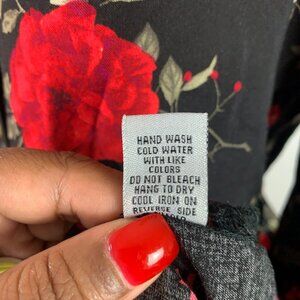 HAND WASH
COLD WATER
WITH LIKE
COLORS
DO NOT BLEACH
HANG TO DRY
COOL IRON ON
REVERSE SIDE